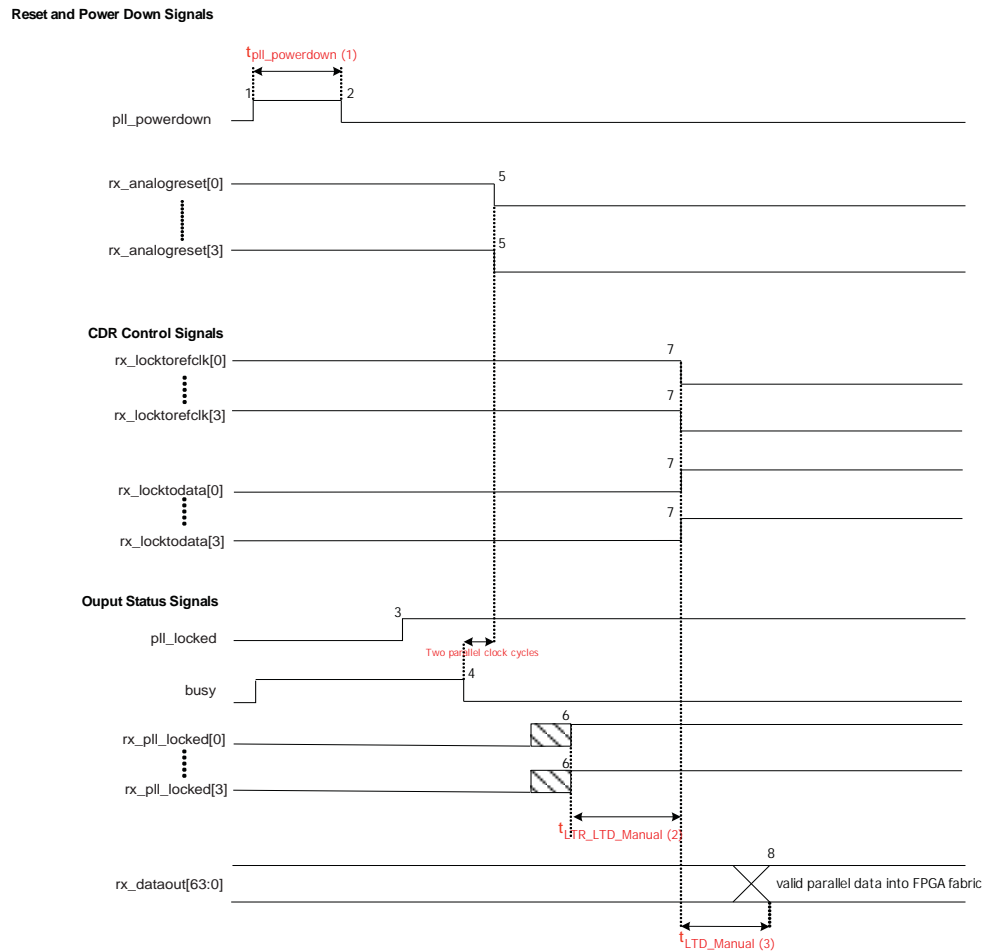 Reset and Power Down Signals
tpll_powerdown (1)
1
2
pll_powerdown
rx_analogreset[0]
5
rx_analogreset[3]
5
CDR Control Signals
rx_locktorefclk[0]
7
rx_locktorefclk[3]
7
rx_locktodata[0]
7
rx_locktodata[3]
7
Ouput Status Signals
pll_locked
3
Two parallel clock cycles
busy
4
rx_pll_locked[0]
6
rx_pll_locked[3]
6
tLTR_LTD_Manual (2)
rx_dataout[63:0]
8
valid parallel data into FPGA fabric
tLTD_Manual (3)